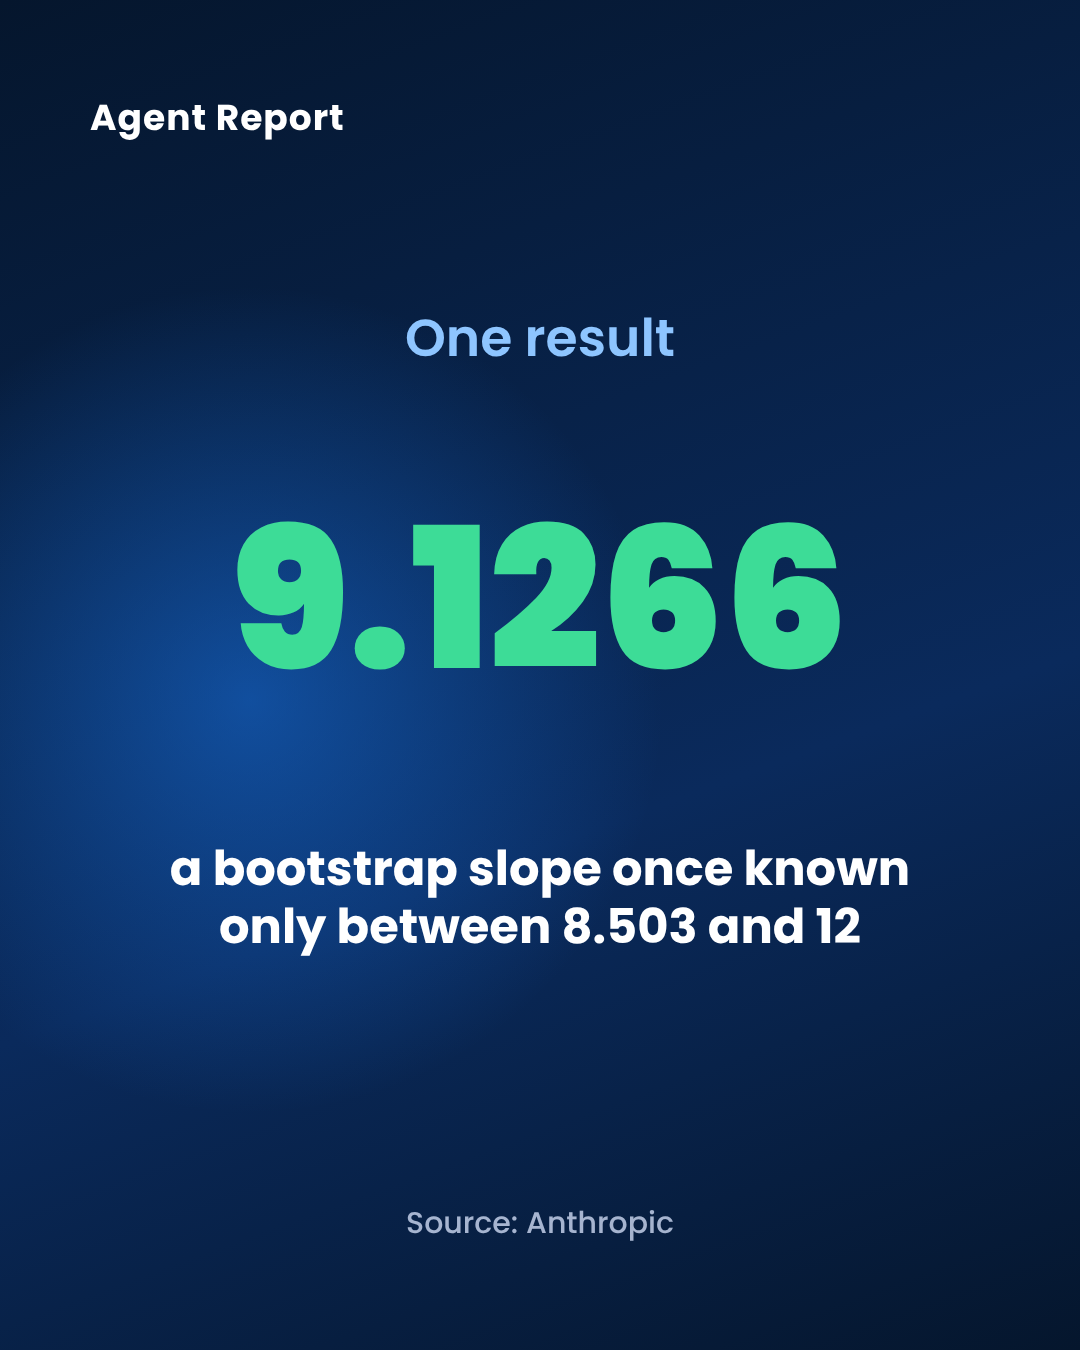 Agent Report
One result
9.1266
a bootstrap slope once known
only between 8.503 and 12
Source: Anthropic